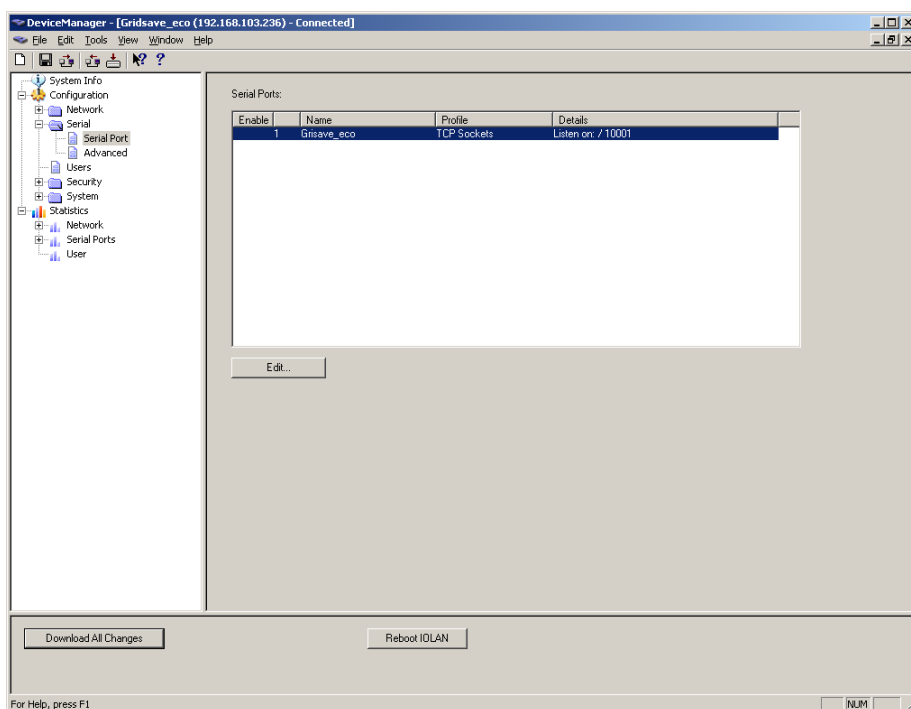 DeviceManager - [Gridsave_eco (192.168.103.236) - Connected]
File Edit Tools View Window Help
System Info
Configuration
Network
Serial
Serial Port
Advanced
Users
Security
System
Statistics
Network
Serial Ports
User
Serial Ports:
Enable Name Profile Details
1 Grisave_eco TCP Sockets Listen on: / 10001
Edit...
Download All Changes Reboot IOLAN
For Help, press F1 NUM